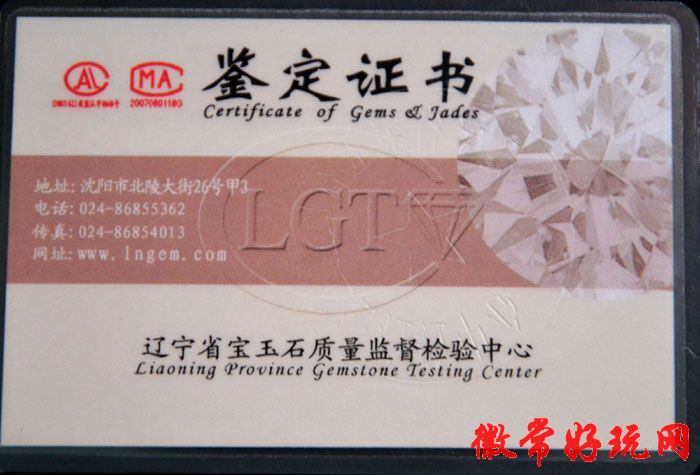 鉴定证书
Certificate of Gems & Jades
CAL
CMA
2007060118G
地址:沈阳市北陵大街26号甲3
电话:024-86855362
传真:024-86854013
网址:www.lngem.com
LGT
辽宁省宝玉石质量监督检验中心
Liaoning Province Gemstone Testing Center
徽常好玩网